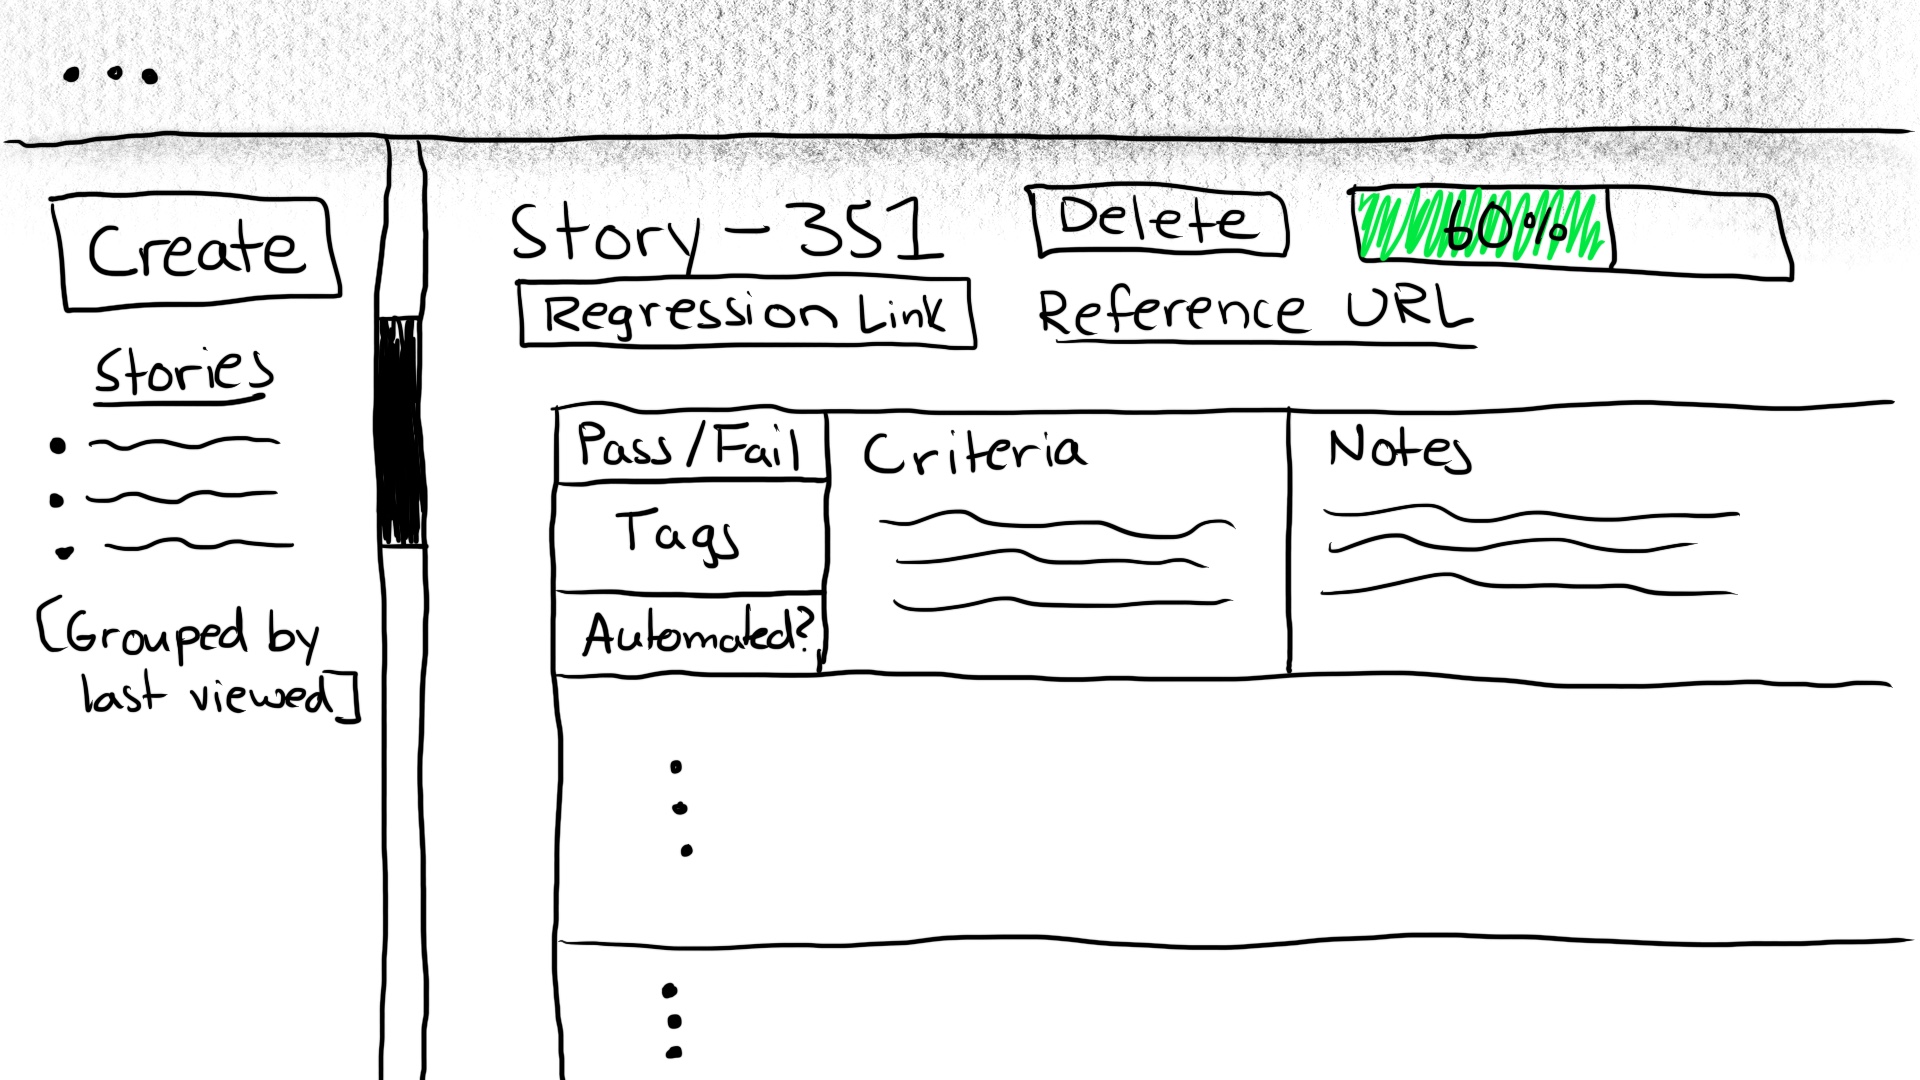 Create
Stories
[Grouped by
last viewed]
Story-351
Delete
60%
Regression Link
Reference URL
Pass/Fail
Tags
Automated?
Criteria
Notes